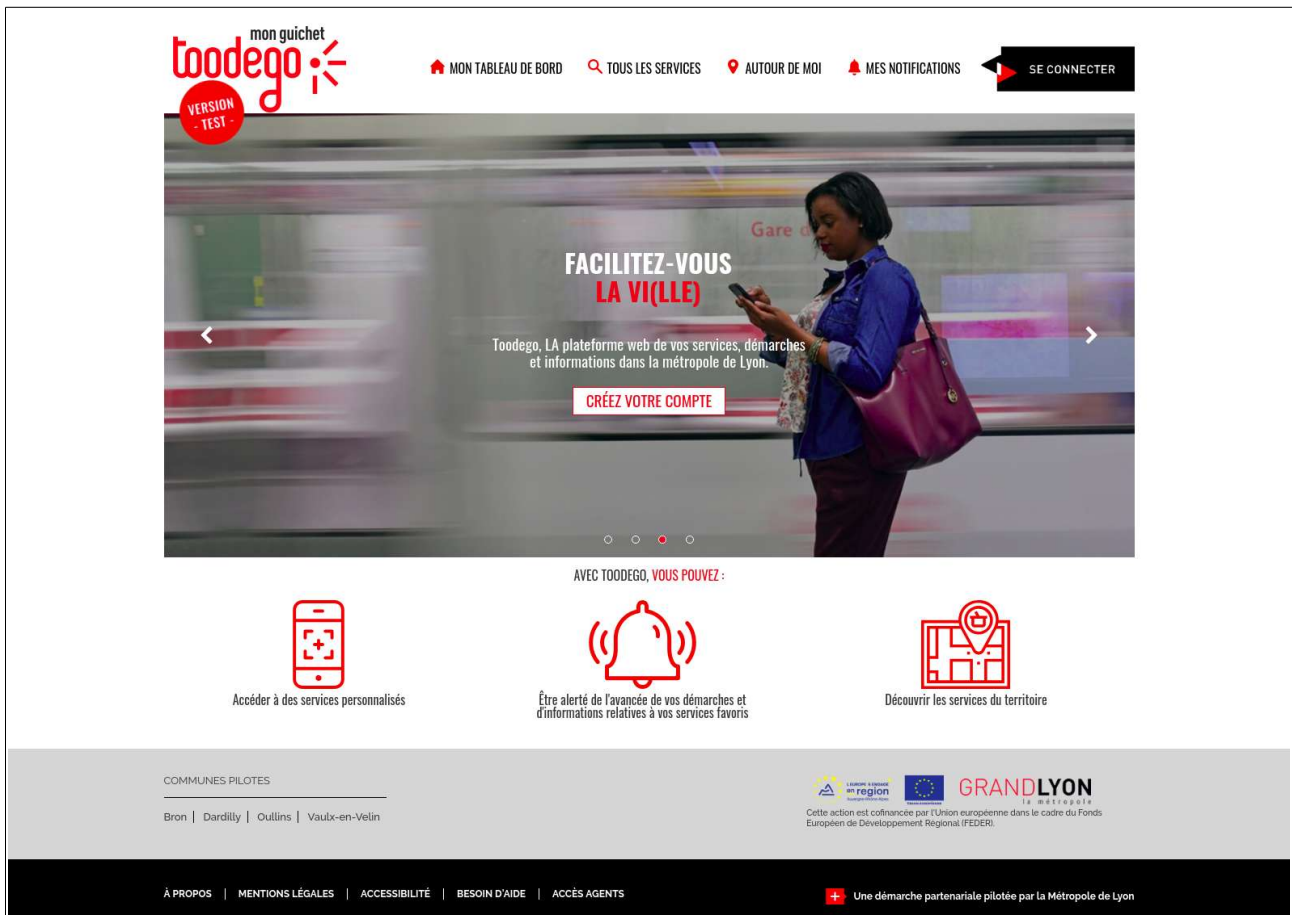 mon guichet
toodego
VERSION
- TEST -
MON TABLEAU DE BORD
TOUS LES SERVICES
AUTOUR DE MOI
MES NOTIFICATIONS
SE CONNECTER
Gare d
FACILITEZ-VOUS
LA VI(LLE)
Toodego, LA plateforme web de vos services, démarches
et informations dans la métropole de Lyon.
CRÉEZ VOTRE COMPTE
AVEC TOODEGO, VOUS POUVEZ :
Accéder à des services personnalisés
Être alerté de l'avancée de vos démarches et
d'informations relatives à vos services favoris
Découvrir les services du territoire
COMMUNES PILOTES
Bron | Dardilly | Oullins | Vaulx-en-Velin
L'EUROPE S'ENGAGE
en region
Auvergne-Rhône-Alpes
GRANDLYON
la métropole
Cette action est cofinancée par l'Union européenne dans le cadre du Fonds
Européen de Développement Régional (FEDER).
À PROPOS | MENTIONS LÉGALES | ACCESSIBILITÉ | BESOIN D'AIDE | ACCÈS AGENTS
Une démarche partenariale pilotée par la Métropole de Lyon